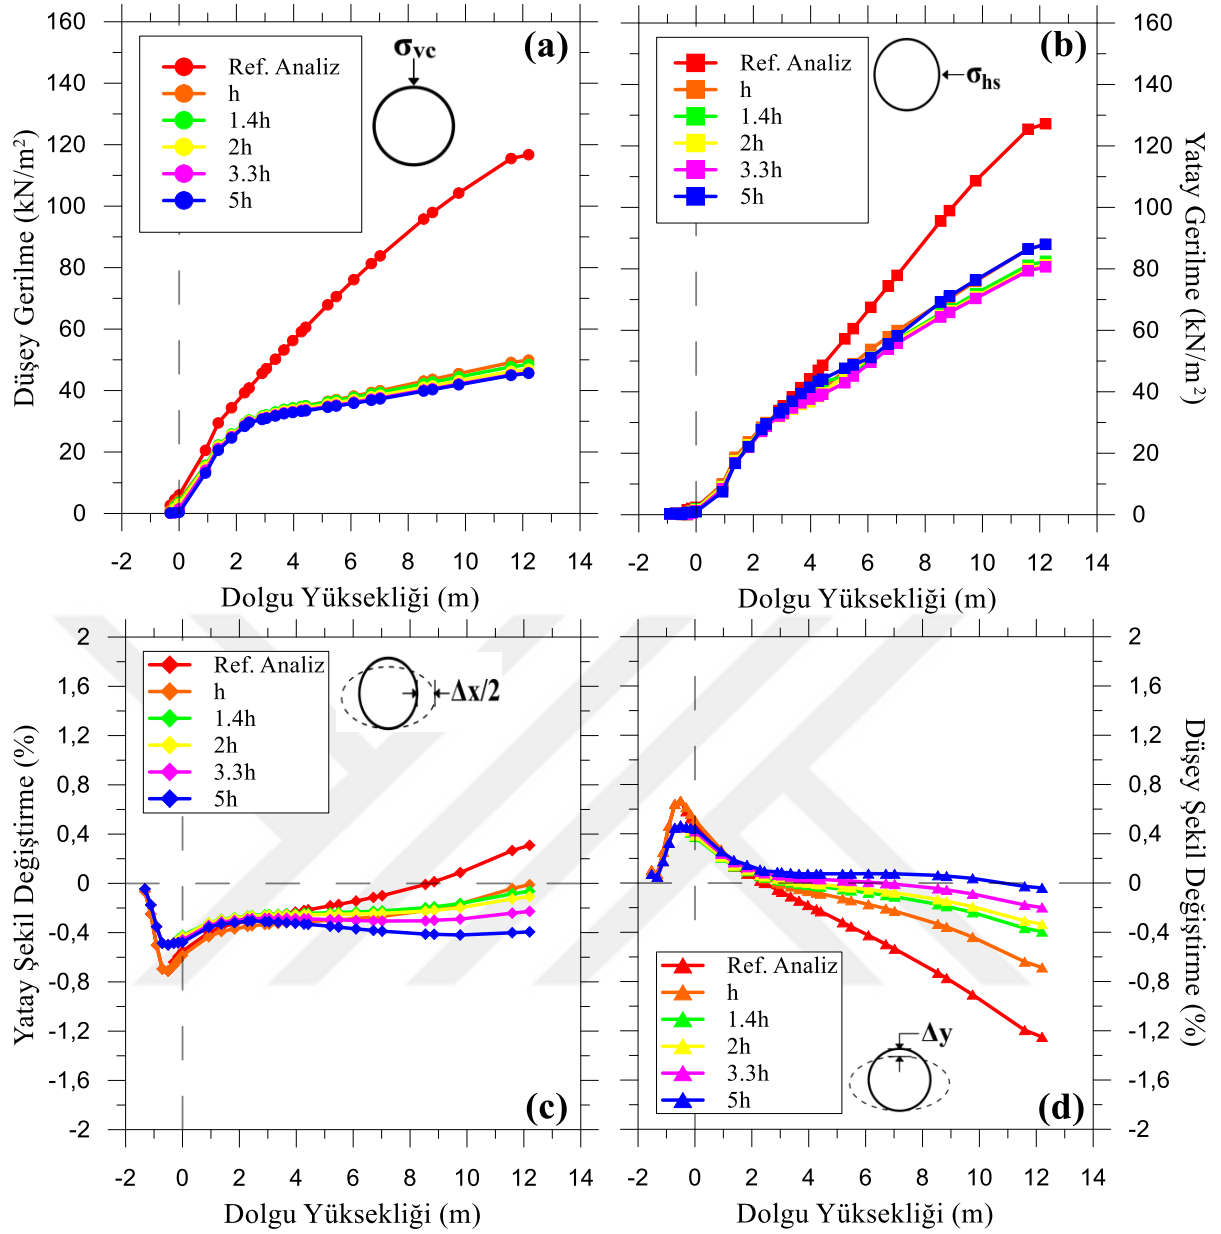 160
140
120
100
80
60
40
20
0
-2
0
2
4
6
8
10
12
14
Düşey Gerilme (kN/m²)
Dolgu Yüksekliği (m)
Ref. Analiz
h
1.4h
2h
3.3h
5h
σvc
(a)
160
140
120
100
80
60
40
20
0
-2
0
2
4
6
8
10
12
14
Yatay Gerilme (kN/m²)
Dolgu Yüksekliği (m)
Ref. Analiz
h
1.4h
2h
3.3h
5h
σhs
(b)
2
1,6
1,2
0.8
0,4
0
-0,4
-0.8
-1.2
-1,6
-2
-2
0
2
4
6
8
10
12
14
Yatay Şekil Değiştirme (%)
Dolgu Yüksekliği (m)
Ref. Analiz
h
1.4h
2h
3.3h
5h
Δx/2
(c)
2
1,6
1,2
0.8
0,4
0
-0,4
-0.8
-1.2
-1,6
-2
-2
0
2
4
6
8
10
12
14
Düşey Şekil Değiştirme (%)
Dolgu Yüksekliği (m)
Ref. Analiz
h
1.4h
2h
3.3h
5h
Δy
(d)